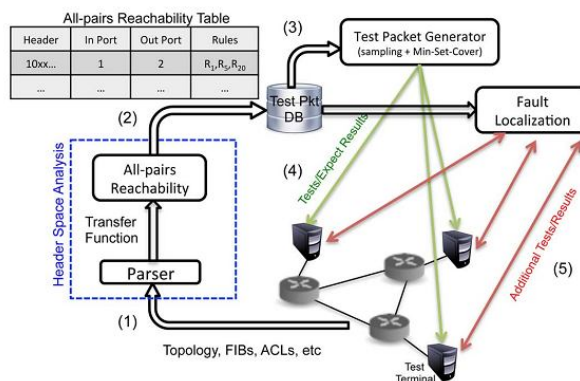 All-pairs Reachability Table
Header In Port Out Port Rules
10xx... 1 2 R1,R5,R20
... ... ... ...
(3)
Test Packet Generator
(sampling + Min-Set-Cover)
(2)
Test Pkt
DB
Fault
Localization
All-pairs
Reachability
(4)
Tests/Expect Results
Header Space Analysis
Transfer
Function
Parser
Additional Tests/Results
(5)
(1)
Topology, FIBs, ACLs, etc
Test
Terminal